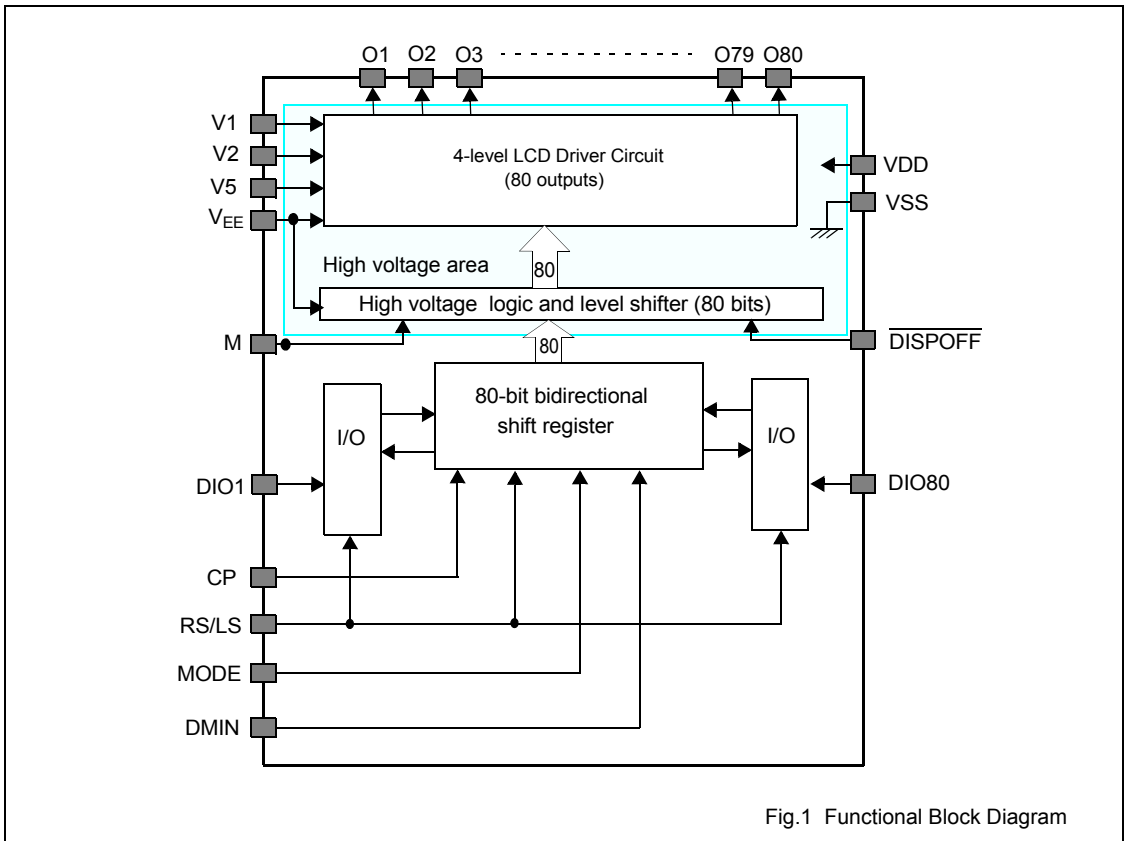 O1 O2 O3 - - - - - - - - - - - - - - - O79 O80
V1
V2
V5
VEE
4-level LCD Driver Circuit
(80 outputs)
VDD
VSS
High voltage area
80
High voltage logic and level shifter (80 bits)
M
DISPOFF
80
80-bit bidirectional
shift register
I/O
I/O
DIO1
DIO80
CP
RS/LS
MODE
DMIN
Fig.1 Functional Block Diagram